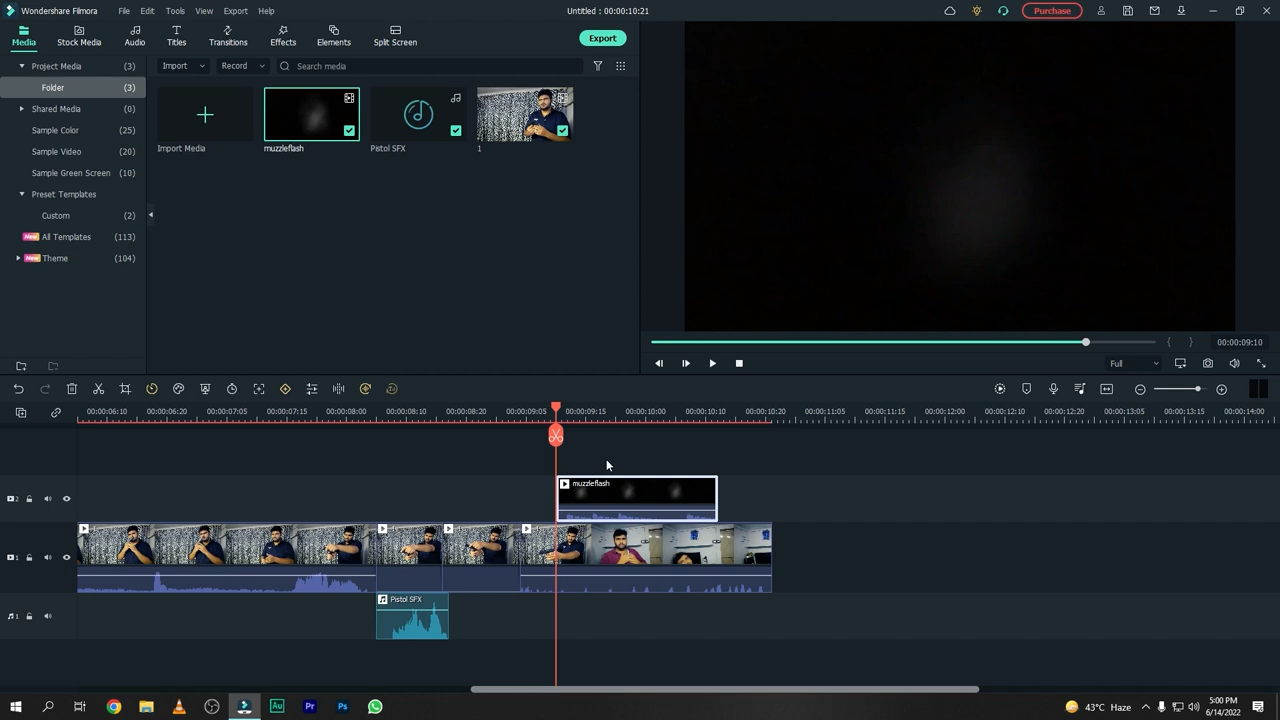 Wondershare Filmora File Edit Tools View Export Help Untitled : 00:00:10:21 Purchase
Media Stock Media Audio Titles Transitions Effects Elements Split Screen Export
Project Media (3) Import Record Search media
Folder (3)
Shared Media (0)
Sample Color (25)
Sample Video (20)
Sample Green Screen (10)
Preset Templates
Custom (2)
New All Templates (113)
New Theme (104)
Import Media muzzleflash Pistol SFX 1
00:00:09:10
Full
00:00:06:10 00:00:06:20 00:00:07:05 00:00:07:15 00:00:08:00 00:00:08:10 00:00:08:20 00:00:09:05 00:00:09:15 00:00:10:00 00:00:10:10 00:00:10:20 00:00:11:05 00:00:11:15 00:00:12:00 00:00:12:10 00:00:12:20 00:00:13:05 00:00:13:15 00:00:14:00
muzzleflash
2
1
Pistol SFX
1
Au Pr Ps 43°C Haze 5:00 PM
6/14/2022